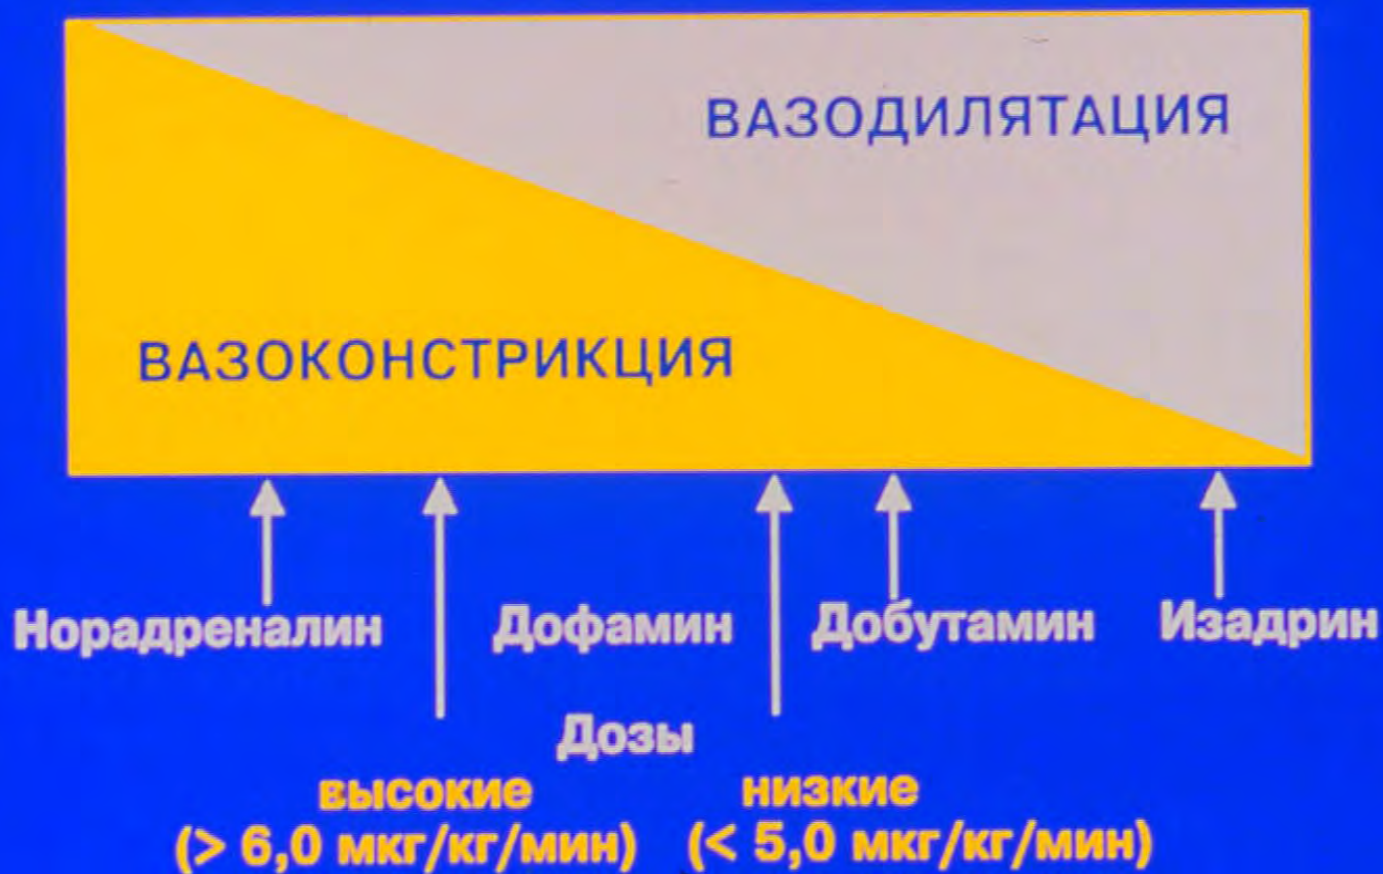 ВАЗОДИЛЯТАЦИЯ
ВАЗОКОНСТРИКЦИЯ
Норадреналин Дофамин Добутамин Изадрин
Дозы
высокие низкие
(> 6,0 мкг/кг/мин) (< 5,0 мкг/кг/мин)